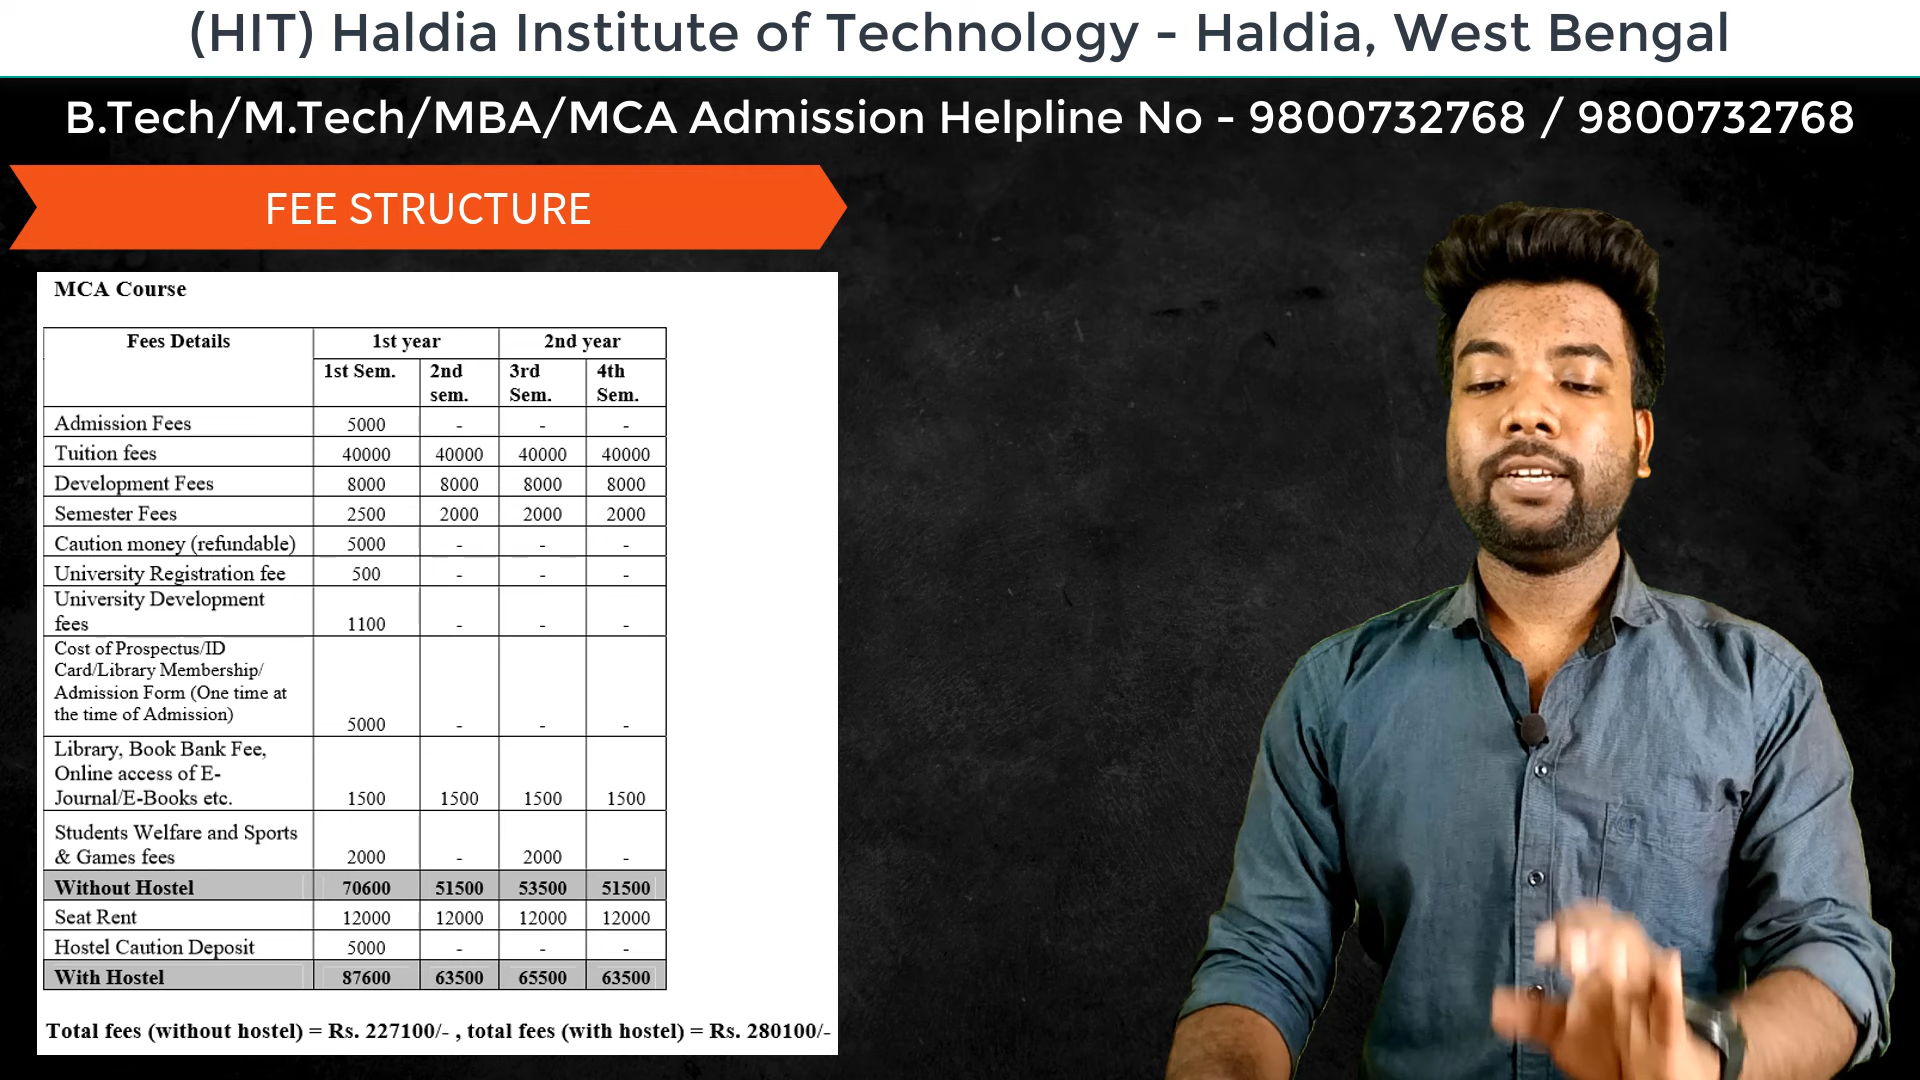 (HIT) Haldia Institute of Technology - Haldia, West Bengal
B.Tech/M.Tech/MBA/MCA Admission Helpline No - 9800732768 / 9800732768
FEE STRUCTURE
MCA Course
Fees Details 1st year 2nd year
1st Sem. 2nd sem. 3rd Sem. 4th Sem.
Admission Fees 5000 - - -
Tuition fees 40000 40000 40000 40000
Development Fees 8000 8000 8000 8000
Semester Fees 2500 2000 2000 2000
Caution money (refundable) 5000 - - -
University Registration fee 500 - - -
University Development
fees 1100 - - -
Cost of Prospectus/ID
Card/Library Membership/
Admission Form (One time at
the time of Admission) 5000 - - -
Library, Book Bank Fee,
Online access of E-
Journal/E-Books etc. 1500 1500 1500 1500
Students Welfare and Sports
& Games fees 2000 - 2000 -
Without Hostel 70600 51500 53500 51500
Seat Rent 12000 12000 12000 12000
Hostel Caution Deposit 5000 - - -
With Hostel 87600 63500 65500 63500
Total fees (without hostel) = Rs. 227100/- , total fees (with hostel) = Rs. 280100/-